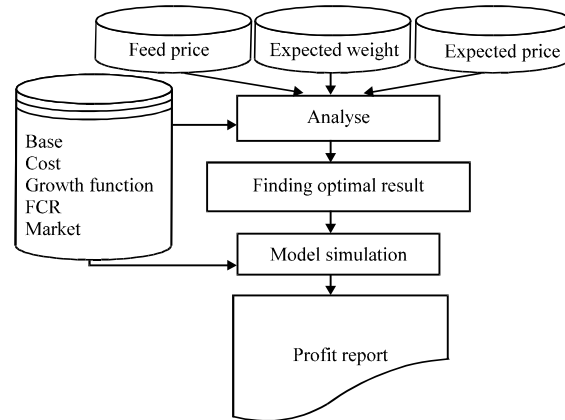 Feed price
Expected weight
Expected price
Analyse
Base
Cost
Growth function
FCR
Market
Finding optimal result
Model simulation
Profit report